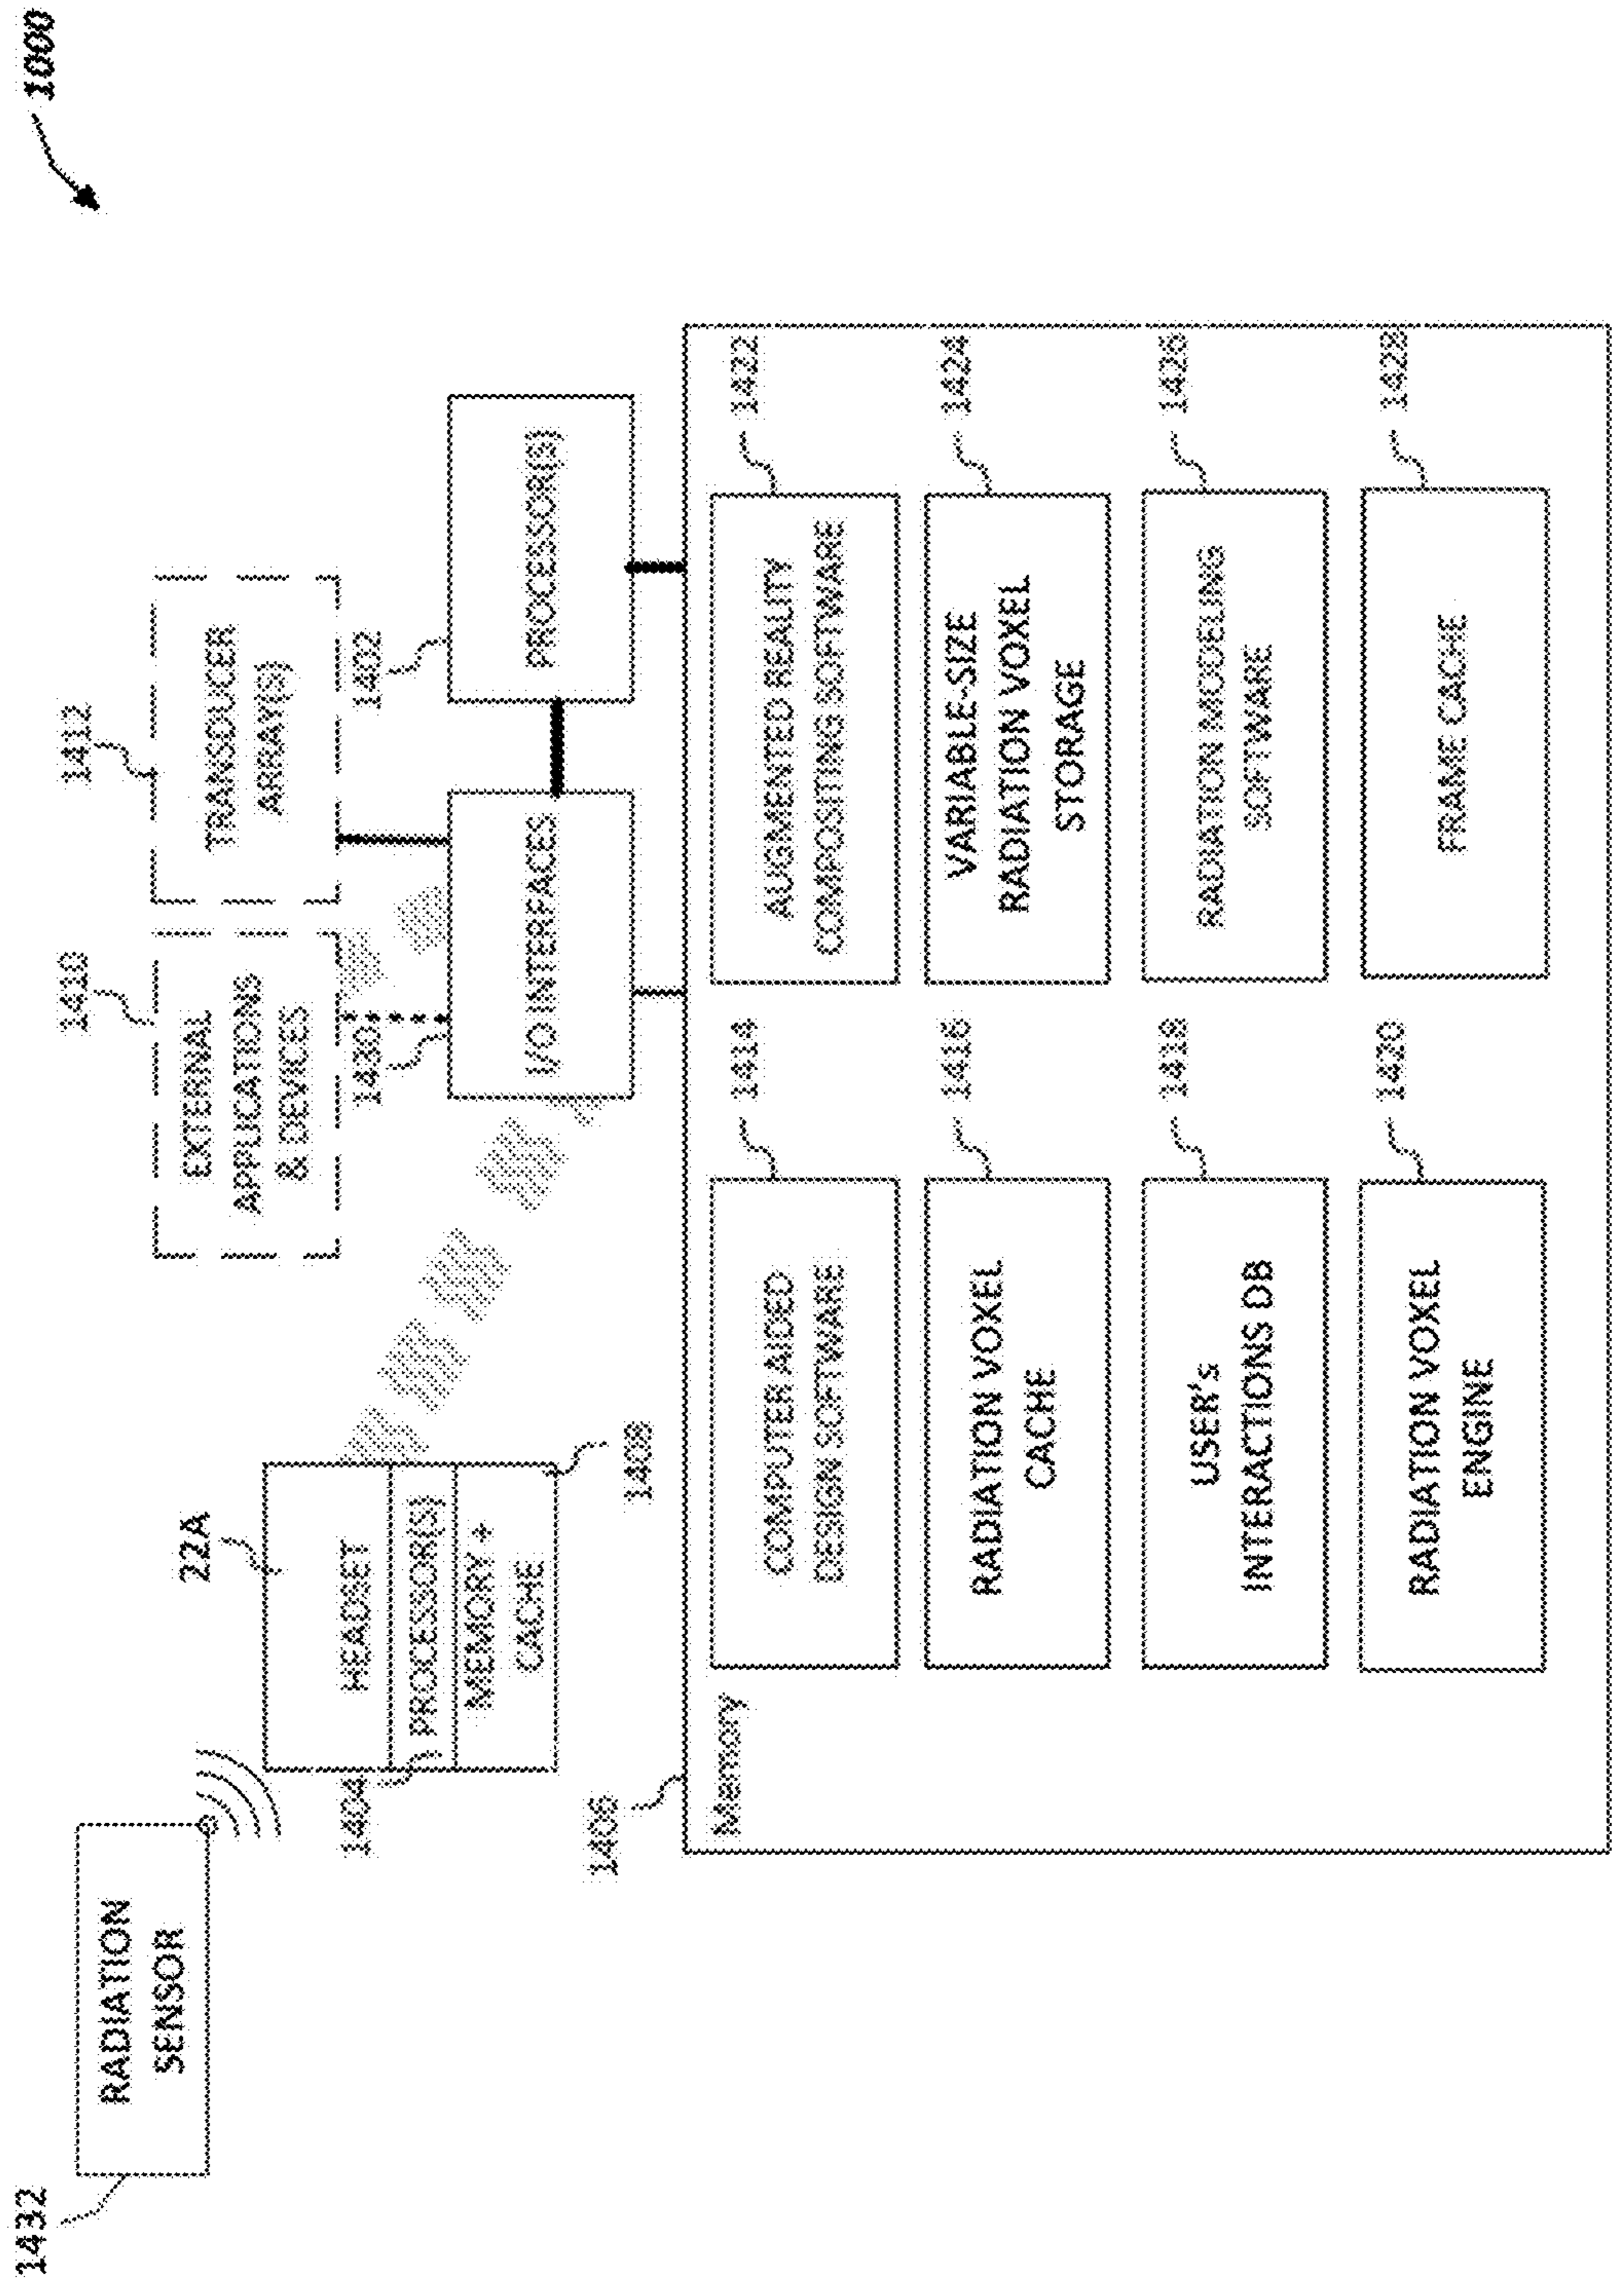 1000
1432
RADIATION
SENSOR
22A
HEADSET
PROCESSOR(S)
MEMORY +
CACHE
1404
1408
1410
EXTERNAL
APPLICATIONS
& DEVICES
1412
TRANSDUCER
ARRAY(S)
1430
I/O INTERFACES
1402
PROCESSOR(S)
1406
Memory
COMPUTER AIDED
DESIGN SOFTWARE
1414
AUGMENTED REALITY
COMPOSITING SOFTWARE
1422
RADIATION VOXEL
CACHE
1416
VARIABLE-SIZE
RADIATION VOXEL
STORAGE
1424
USER's
INTERACTIONS DB
1418
RADIATION MODELING
SOFTWARE
1426
RADIATION VOXEL
ENGINE
1420
FRAME CACHE
1428